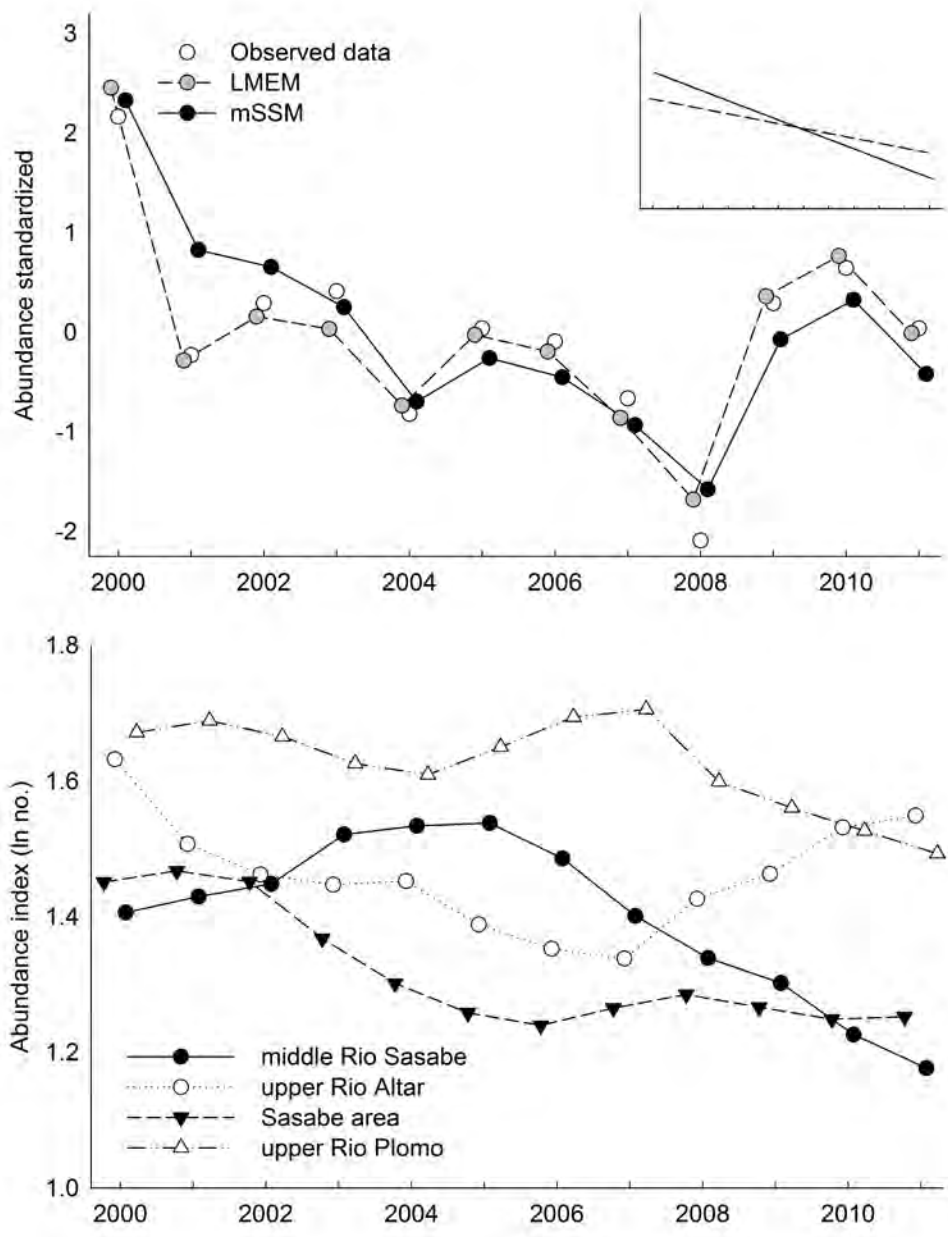 3
2
1
0
-1
-2
Abundance standardized
Observed data
LMEM
mSSM
2000 2002 2004 2006 2008 2010
1.8
1.6
1.4
1.2
1.0
Abundance index (ln no.)
middle Rio Sasabe
upper Rio Altar
Sasabe area
upper Rio Plomo
2000 2002 2004 2006 2008 2010